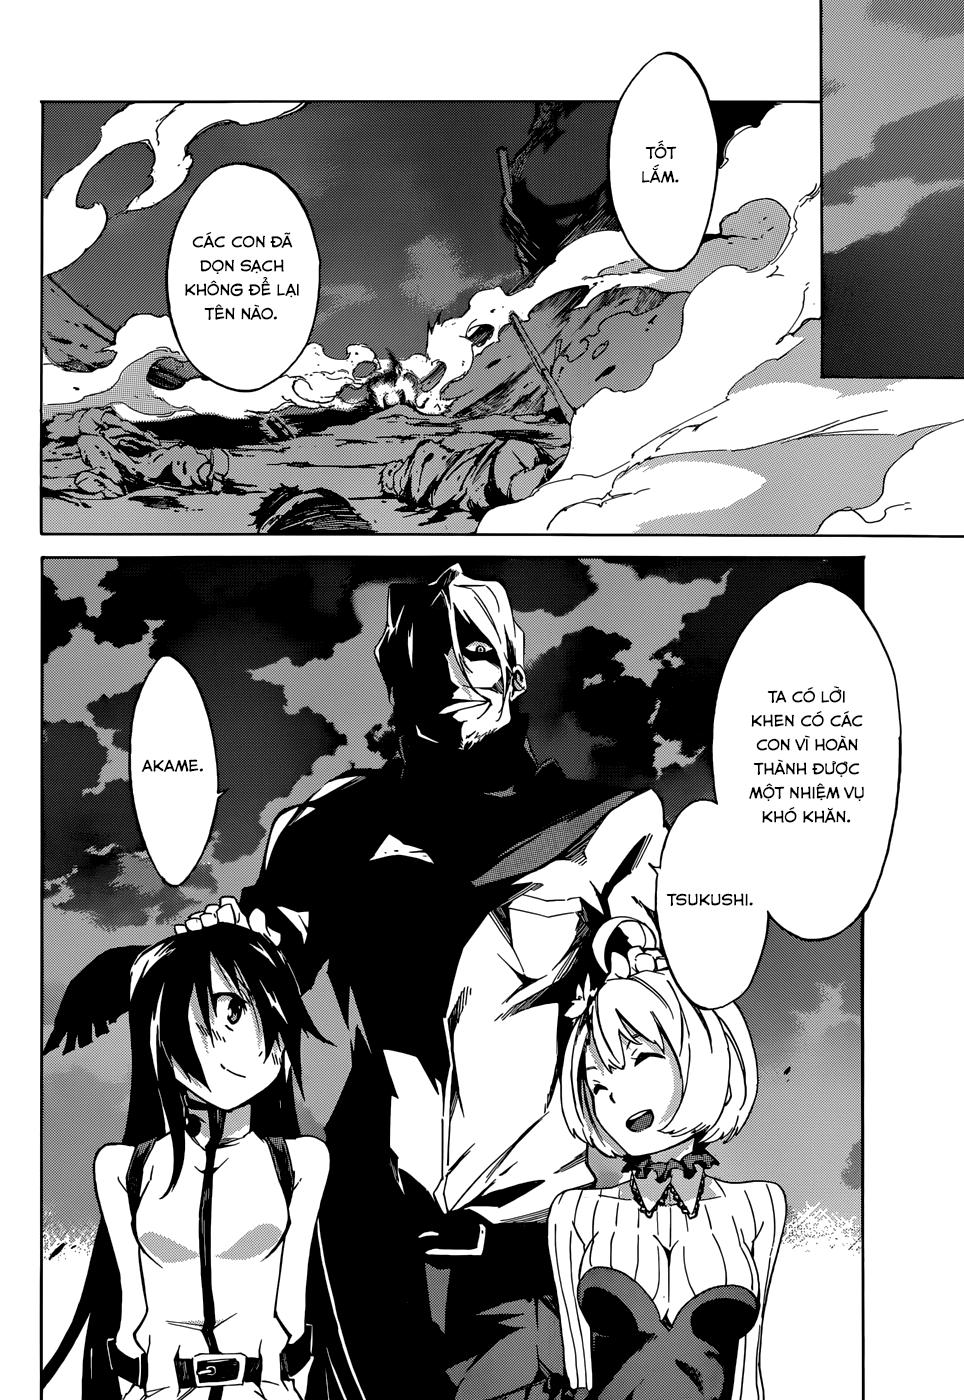 TỐT
LẮM.
CÁC CON ĐÃ
DỌN SẠCH
KHÔNG ĐỂ LẠI
TÊN NÀO.
TA CÓ LỜI
KHEN CÓ CÁC
CON VÌ HOÀN
THÀNH ĐƯỢC
MỘT NHIỆM VỤ
KHÓ KHĂN.
TSUKUSHI.
AKAME.